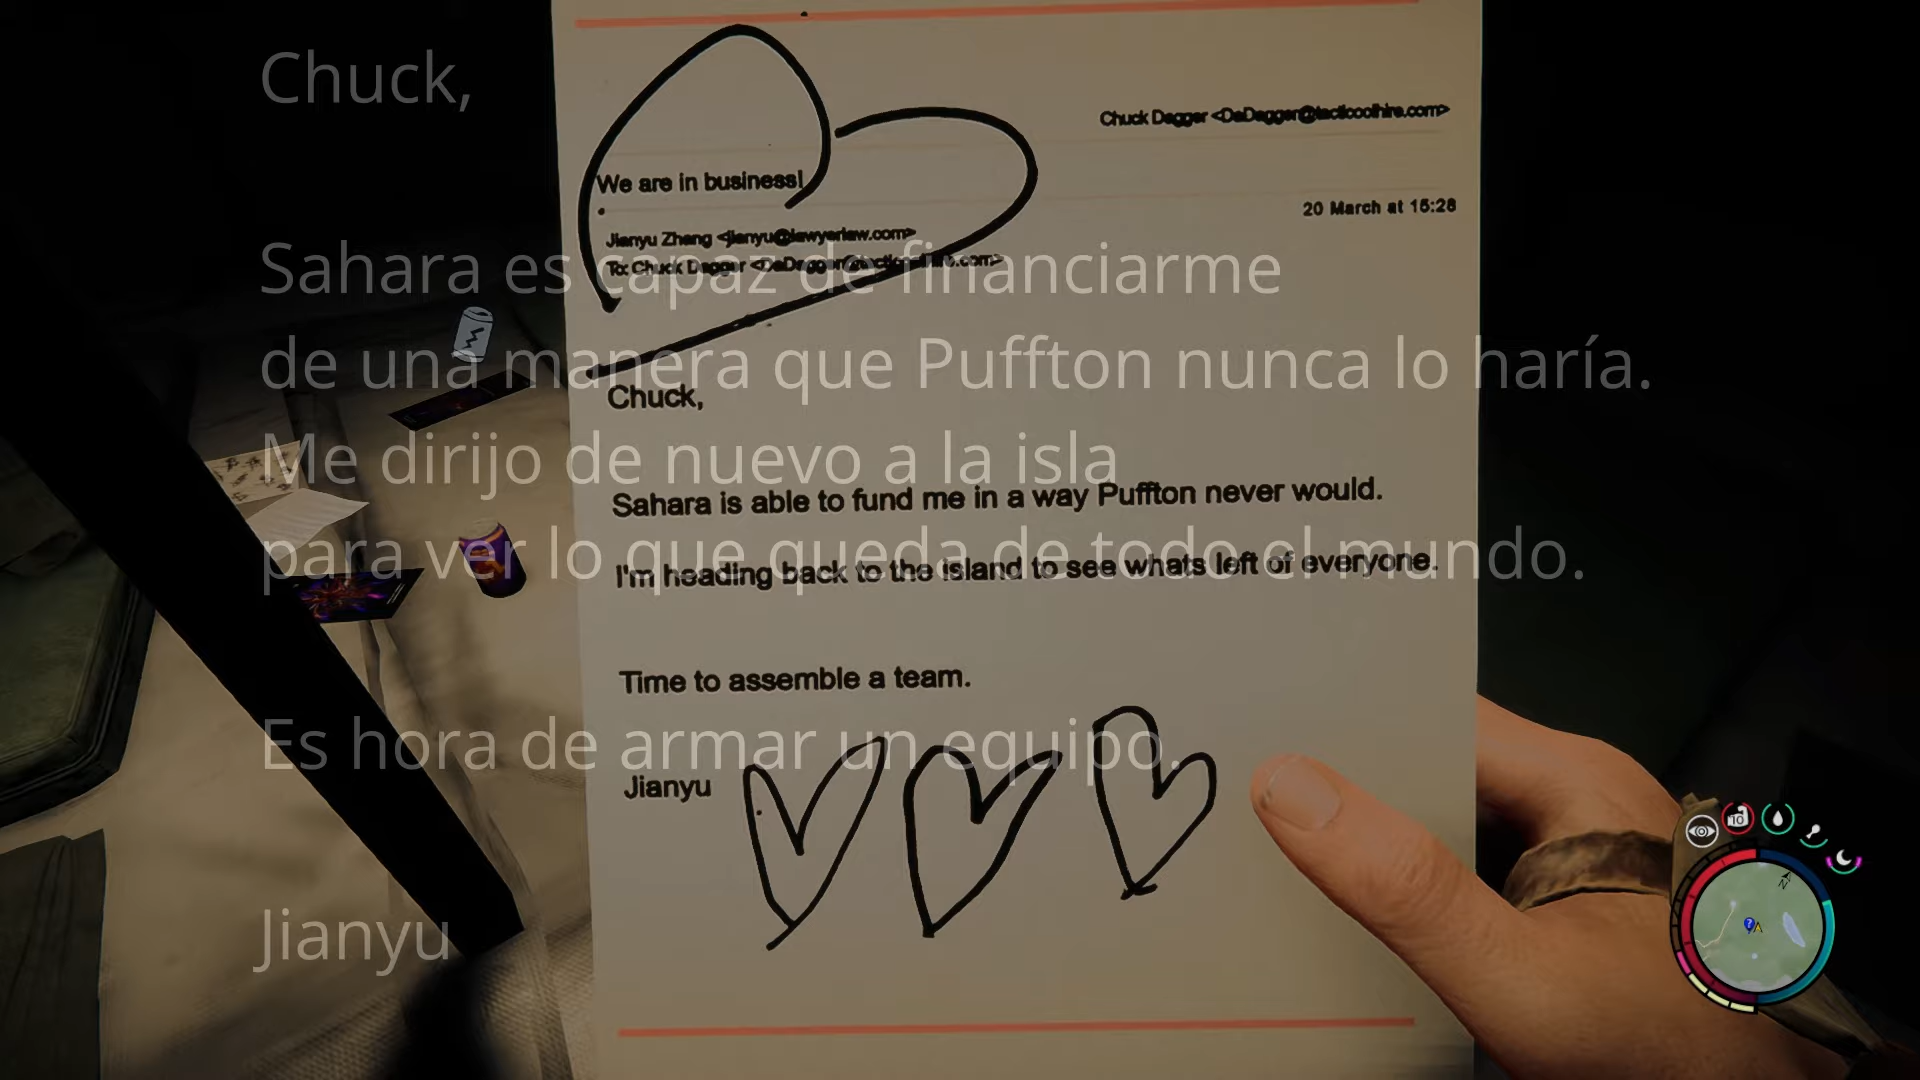 Chuck Dagger <DaDagger@tacticoolhire.com>
We are in business!
20 March at 15:28
Jianyu Zhang <jianyu@lawyerlaw.com>
To: Chuck Dagger <DaDagger@tacticoolhire.com>
Chuck,
Sahara is able to fund me in a way Puffton never would.
I'm heading back to the island to see whats left of everyone.
Time to assemble a team.
Jianyu
Chuck,
Sahara es capaz de financiarme
de una manera que Puffton nunca lo haría.
Me dirijo de nuevo a la isla
para ver lo que queda de todo el mundo.
Es hora de armar un equipo.
Jianyu
10
N